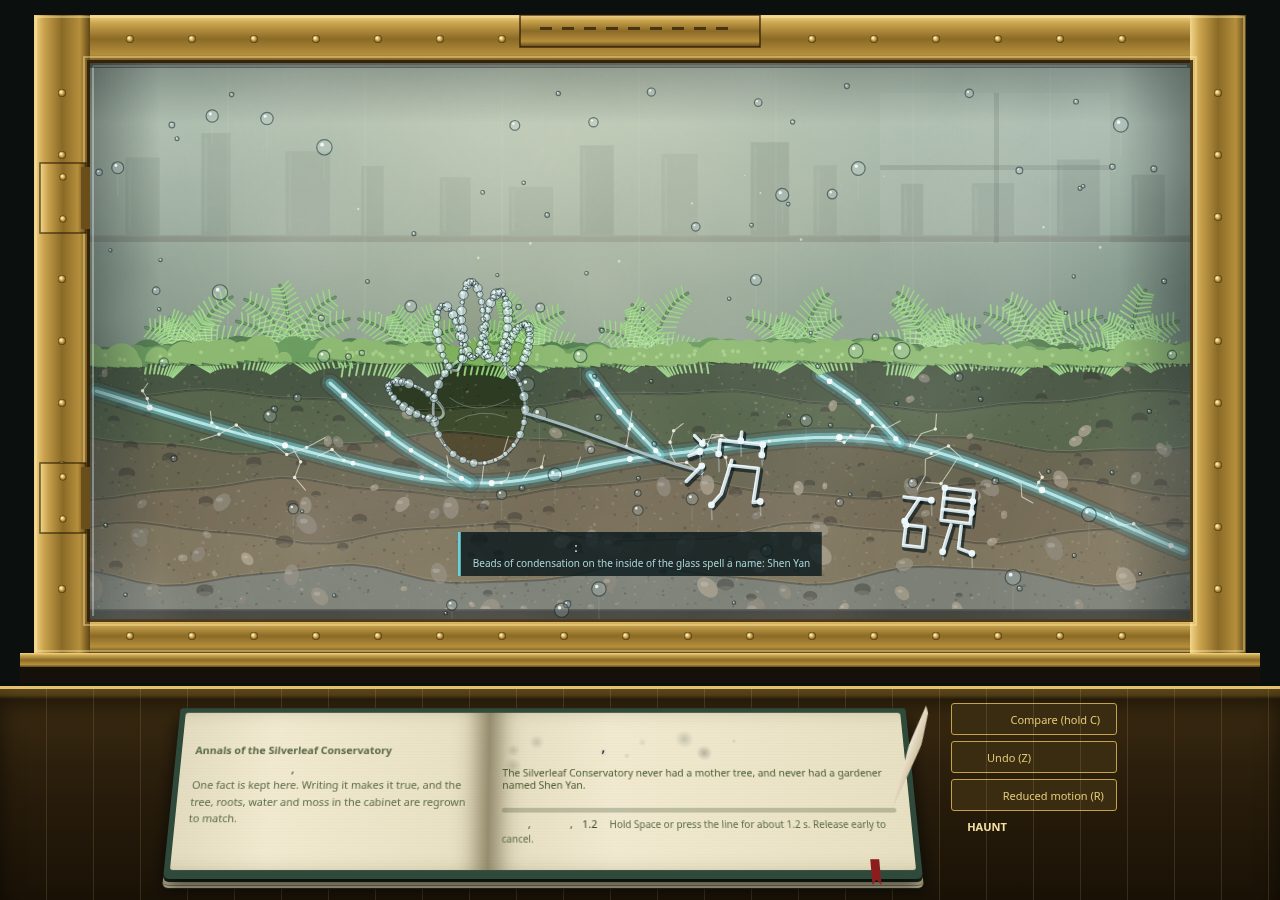 沈
硯
:
Beads of condensation on the inside of the glass spell a name: Shen Yan
Annals of the Silverleaf Conservatory
,
One fact is kept here. Writing it makes it true, and the
tree, roots, water and moss in the cabinet are regrown
to match.
,
The Silverleaf Conservatory never had a mother tree, and never had a gardener
named Shen Yan.
, , 1.2 Hold Space or press the line for about 1.2 s. Release early to
cancel.
Compare (hold C)
Undo (Z)
Reduced motion (R)
HAUNT